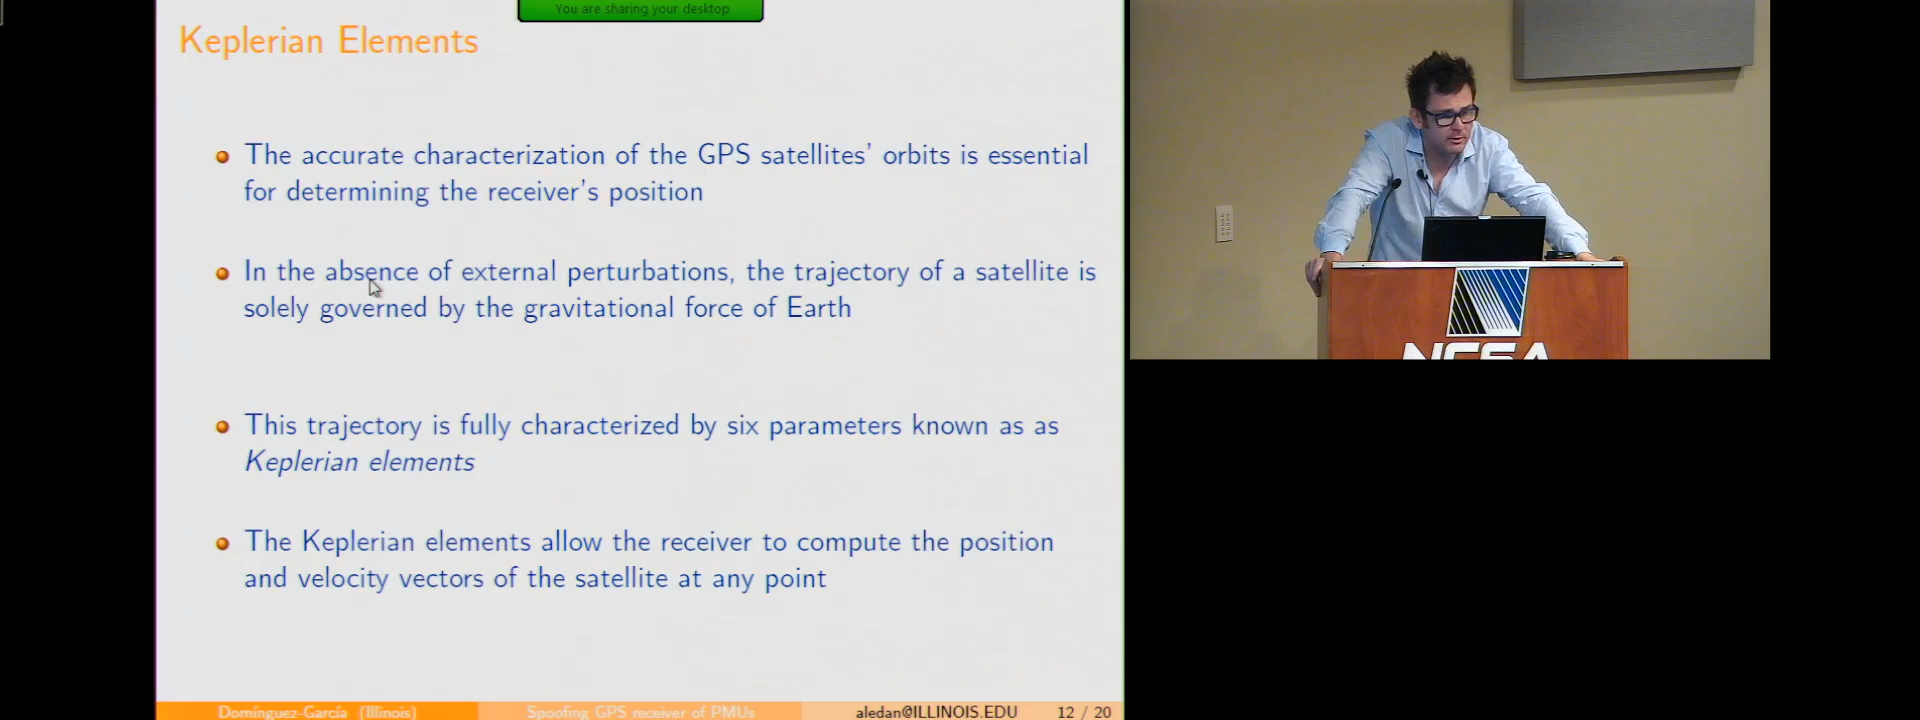 You are sharing your desktop
Keplerian Elements
The accurate characterization of the GPS satellites' orbits is essential
for determining the receiver's position
In the absence of external perturbations, the trajectory of a satellite is
solely governed by the gravitational force of Earth
This trajectory is fully characterized by six parameters known as as
Keplerian elements
The Keplerian elements allow the receiver to compute the position
and velocity vectors of the satellite at any point
Domínguez-García (Illinois)
Spoofing GPS receiver of PMUs
aledan@ILLINOIS.EDU
12 / 20
NCSA